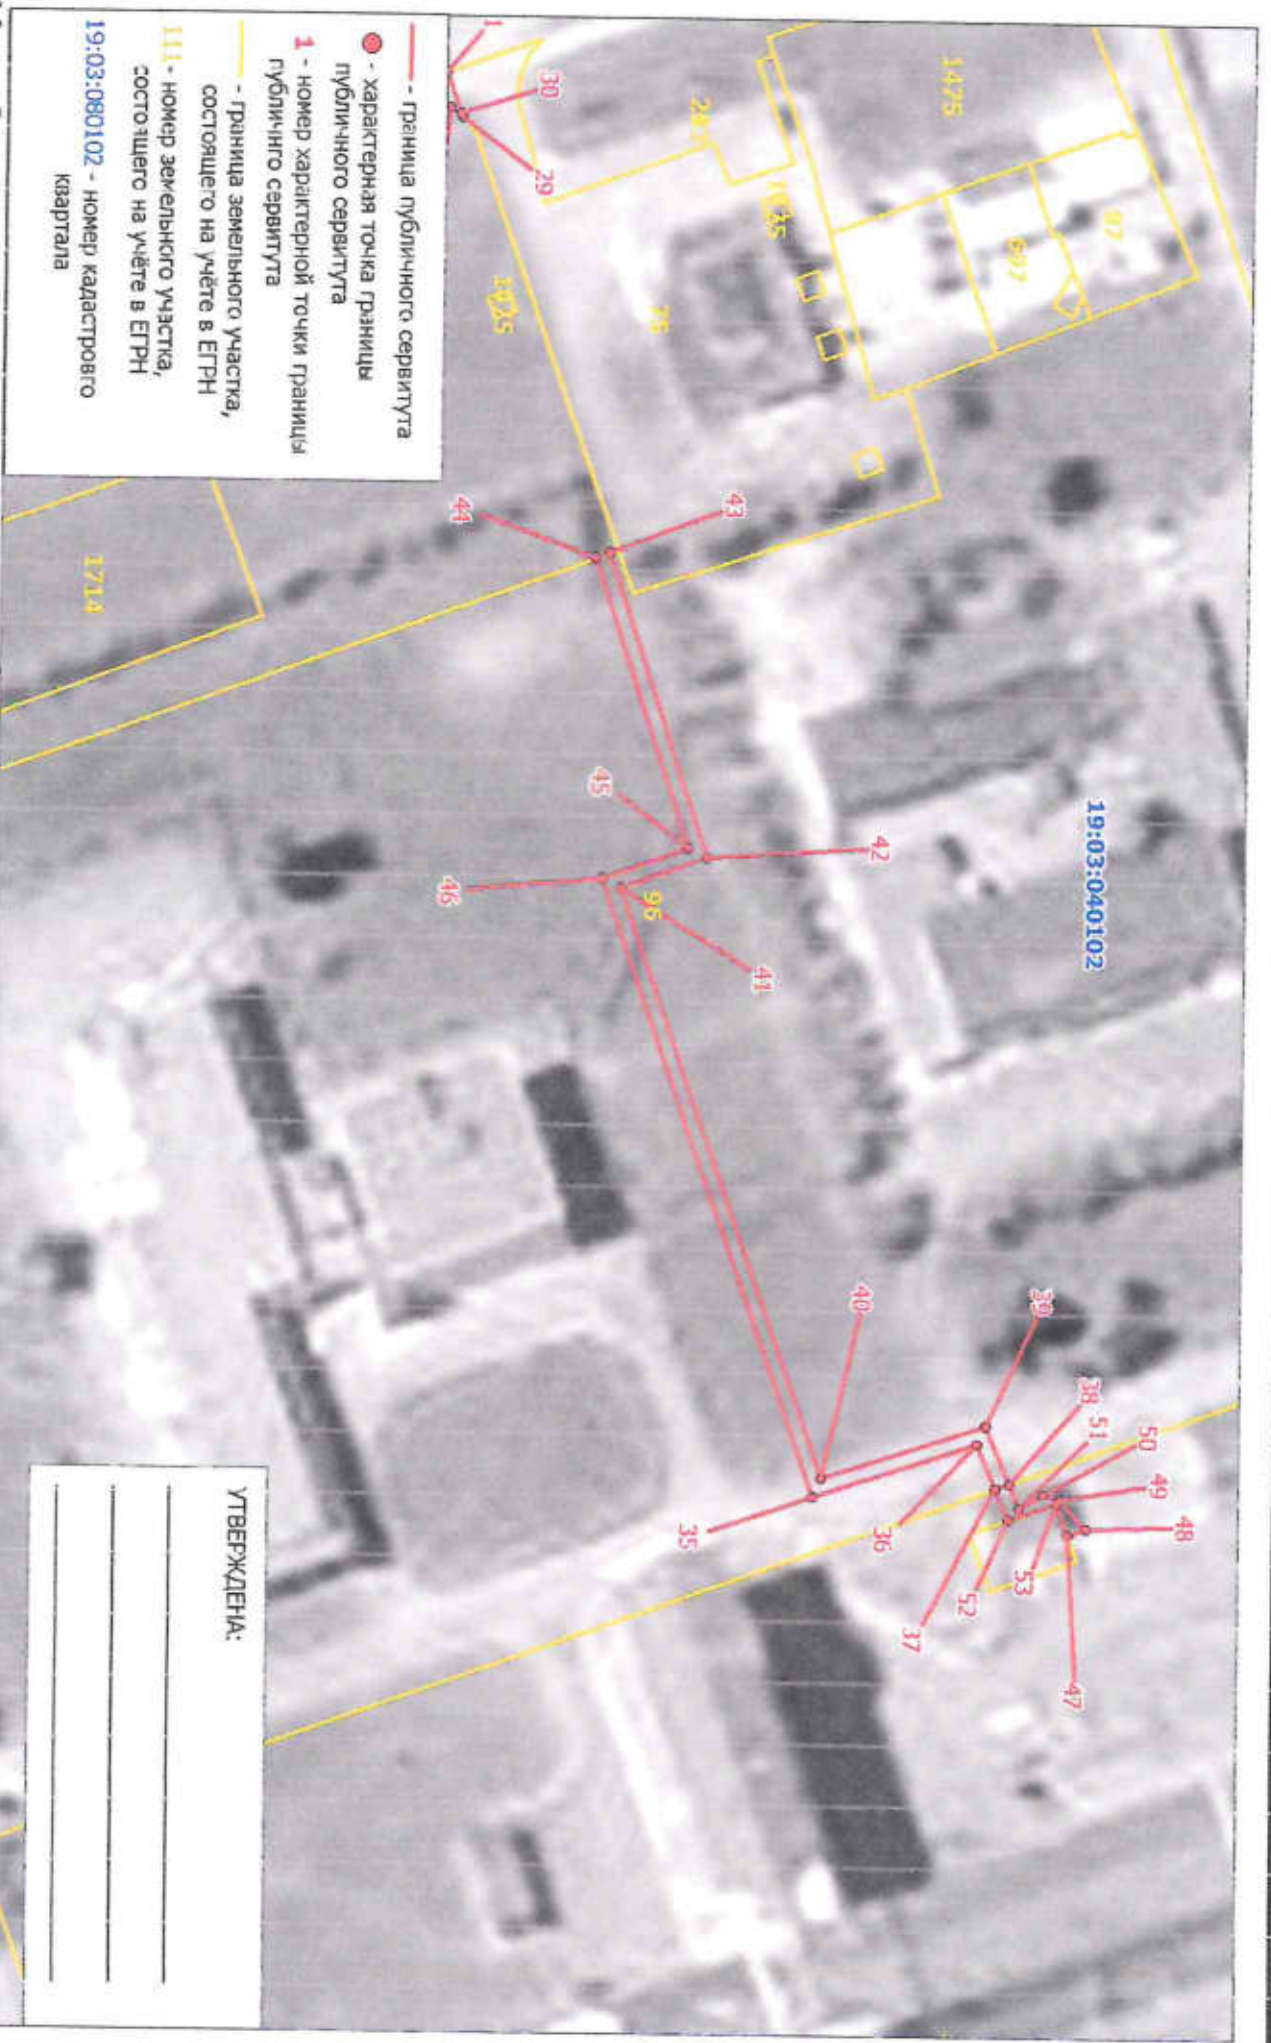 19:03:040102
1475
87
697
75
1714
96
1
30
29
43
44
45
42
46
41
40
39
38
51
50
49
48
36
35
37
52
53
47
- граница публичного сервитута
- характерная точка границы
публичного сервитута
1 - номер характерной точки границы
публичнго сервитута
- граница земельного участка,
состоящего на учёте в ЕГРН
111 - номер земельного участка,
состоящего на учёте в ЕГРН
19:03:080102 - номер кадастрового
квартала
УТВЕРЖДЕНА: